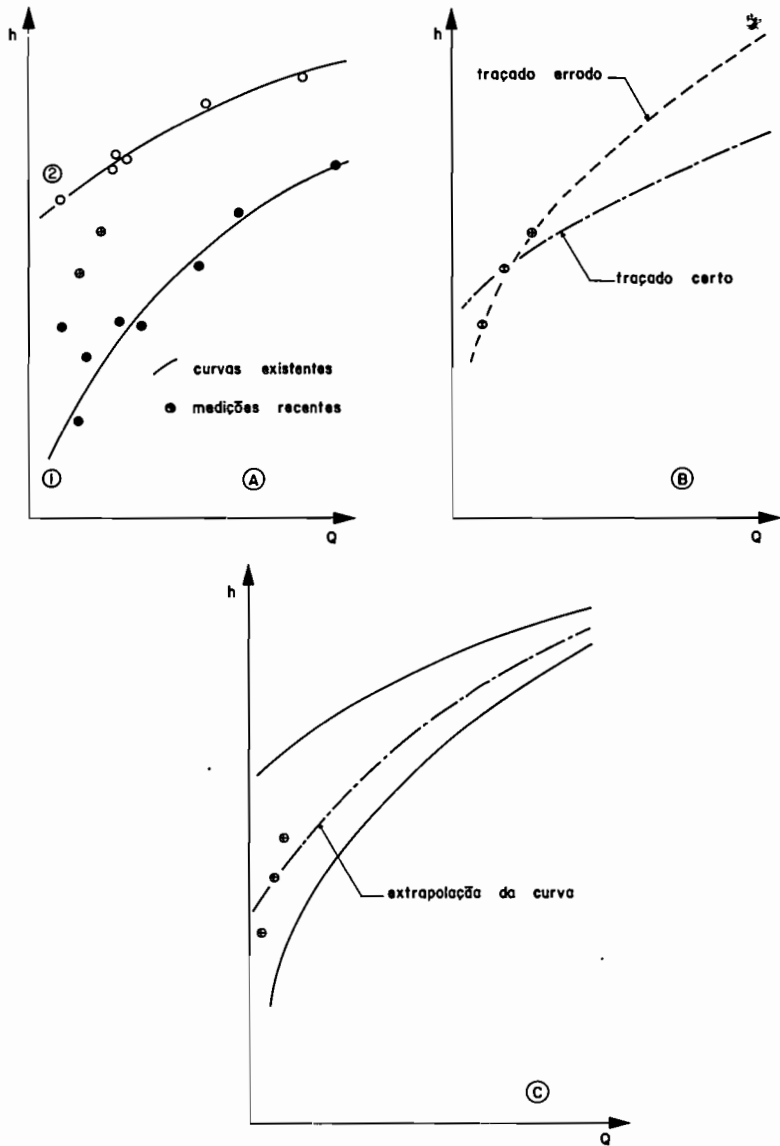 h
②
curvas existentes
medições recentes
①
Ⓐ
Q
h
traçado errado
traçado certo
Ⓑ
Q
h
extrapolação da curva
Ⓒ
Q